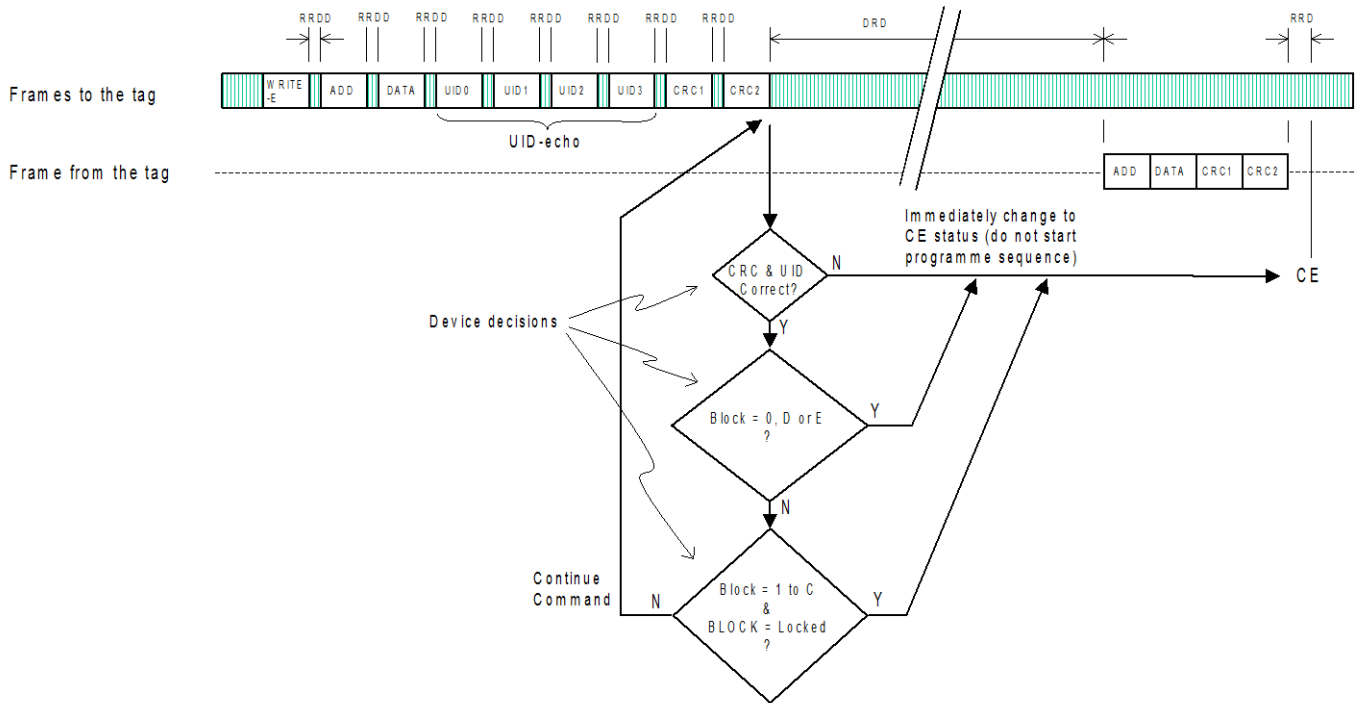 RRDD RRDD RRDD RRDD RRDD RRDD RRDD RRDD DRD RRD
Frames to the tag
WRITE
-E
ADD DATA UID0 UID1 UID2 UID3 CRC1 CRC2
UID-echo
Frame from the tag
ADD DATA CRC1 CRC2
Immediately change to
CE status (do not start
programme sequence)
CRC & UID
Correct?
N
CE
Device decisions
Y
Block = 0, D or E
?
Y
N
Continue
Command
N
Block = 1 to C
&
BLOCK = Locked
?
Y